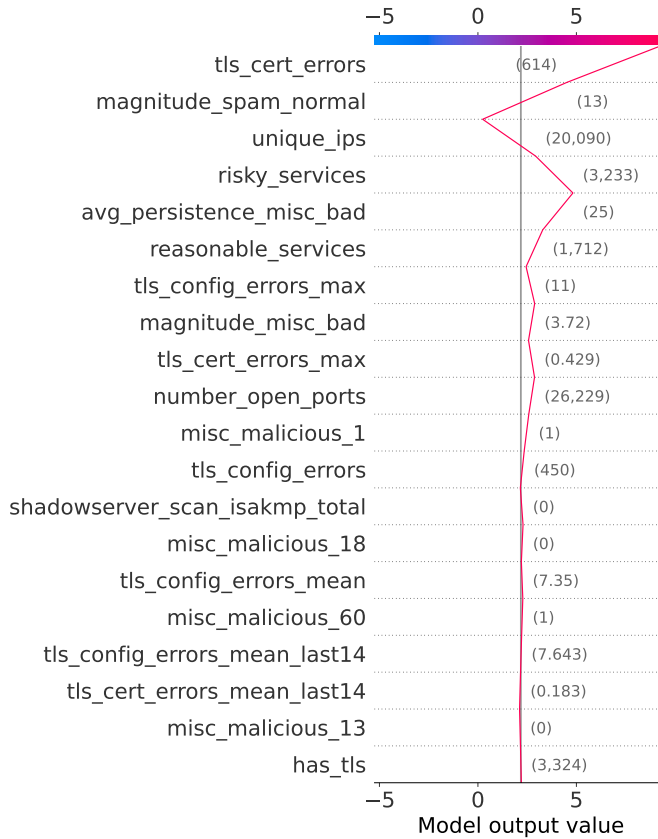 −5 0 5
tls_cert_errors (614)
magnitude_spam_normal (13)
unique_ips (20,090)
risky_services (3,233)
avg_persistence_misc_bad (25)
reasonable_services (1,712)
tls_config_errors_max (11)
magnitude_misc_bad (3.72)
tls_cert_errors_max (0.429)
number_open_ports (26,229)
misc_malicious_1 (1)
tls_config_errors (450)
shadowserver_scan_isakmp_total (0)
misc_malicious_18 (0)
tls_config_errors_mean (7.35)
misc_malicious_60 (1)
tls_config_errors_mean_last14 (7.643)
tls_cert_errors_mean_last14 (0.183)
misc_malicious_13 (0)
has_tls (3,324)
−5 0 5
Model output value